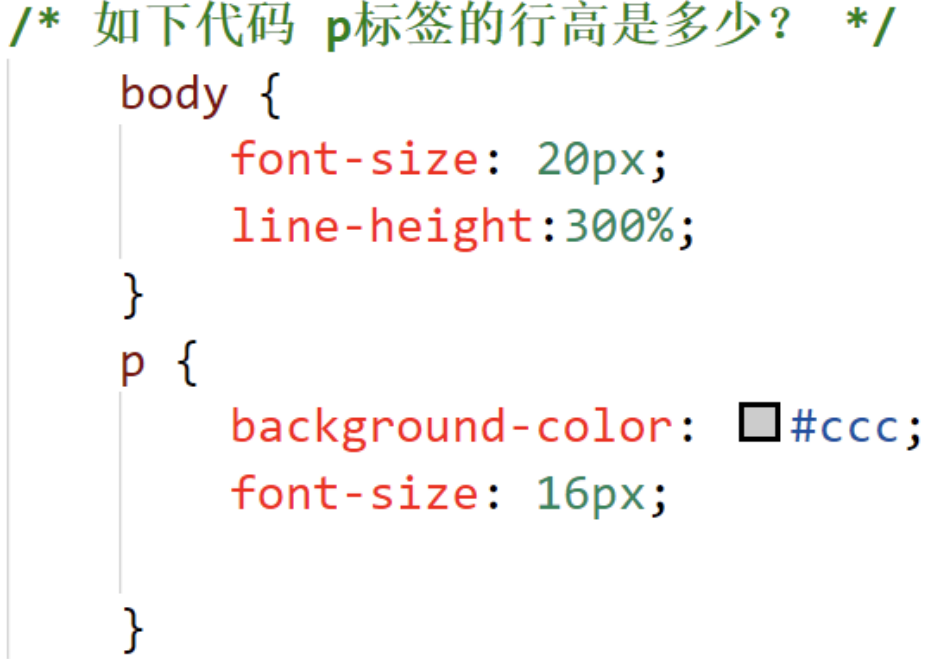 /* 如下代码 p标签的行高是多少？ */
body {
font-size: 20px;
line-height:300%;
}
p {
background-color: #ccc;
font-size: 16px;
}